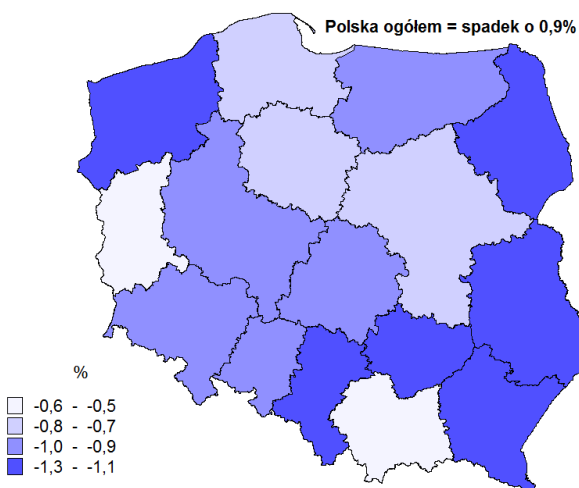 Polska ogółem = spadek o 0,9%
%
-0,6 - -0,5
-0,8 - -0,7
-1,0 - -0,9
-1,3 - -1,1